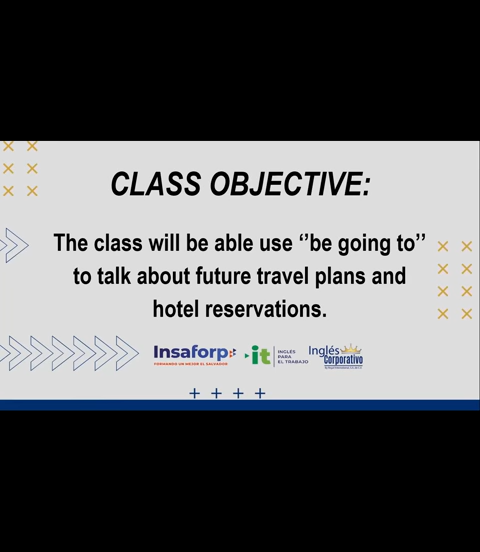 CLASS OBJECTIVE:
The class will be able use ‘’be going to’’
to talk about future travel plans and
hotel reservations.
Insaforp
FORMANDO UN MEJOR EL SALVADOR
it
INGLÉS
PARA
EL TRABAJO
Inglés
Corporativo